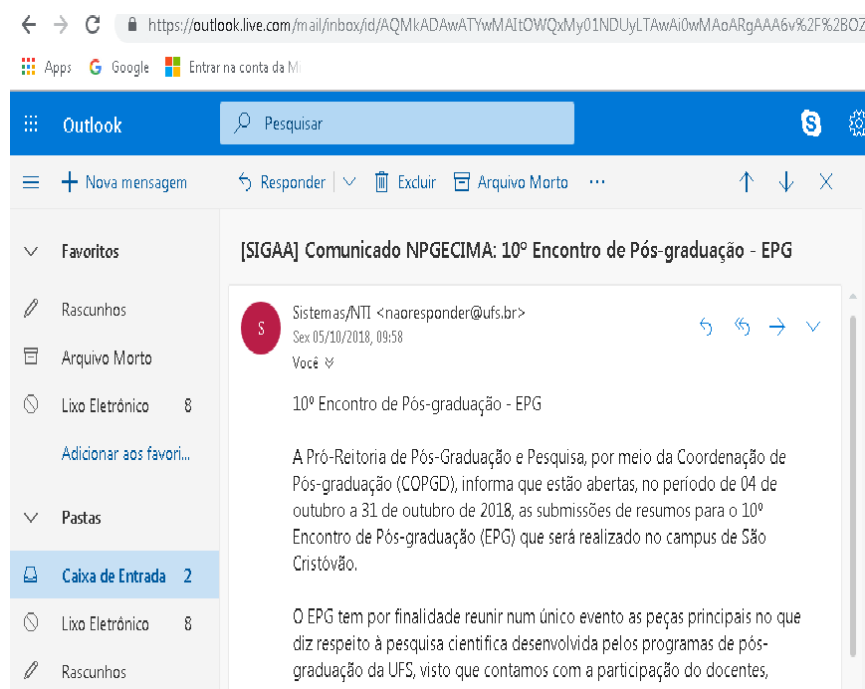 https://outlook.live.com/mail/inbox/id/AQMkADAwATYwMAItOWQxMy01NDUyLTAwAi0wMAoARgAAA6v%2F%2BOZ
Apps Google Entrar na conta da Mi
Outlook Pesquisar
Nova mensagem Responder Excluir Arquivo Morto ...
Favoritos
Rascunhos
Arquivo Morto
Lixo Eletrônico 8
Adicionar aos favori...
Pastas
Caixa de Entrada 2
Lixo Eletrônico 8
Rascunhos
[SIGAA] Comunicado NPGECIMA: 10º Encontro de Pós-graduação - EPG
S
Sistemas/NTI <naoresponder@ufs.br>
Sex 05/10/2018, 09:58
Você
10º Encontro de Pós-graduação - EPG
A Pró-Reitoria de Pós-Graduação e Pesquisa, por meio da Coordenação de
Pós-graduação (COPGD), informa que estão abertas, no período de 04 de
outubro a 31 de outubro de 2018, as submissões de resumos para o 10º
Encontro de Pós-graduação (EPG) que será realizado no campus de São
Cristóvão.
O EPG tem por finalidade reunir num único evento as peças principais no que
diz respeito à pesquisa científica desenvolvida pelos programas de pós-
graduação da UFS, visto que contamos com a participação do docentes,